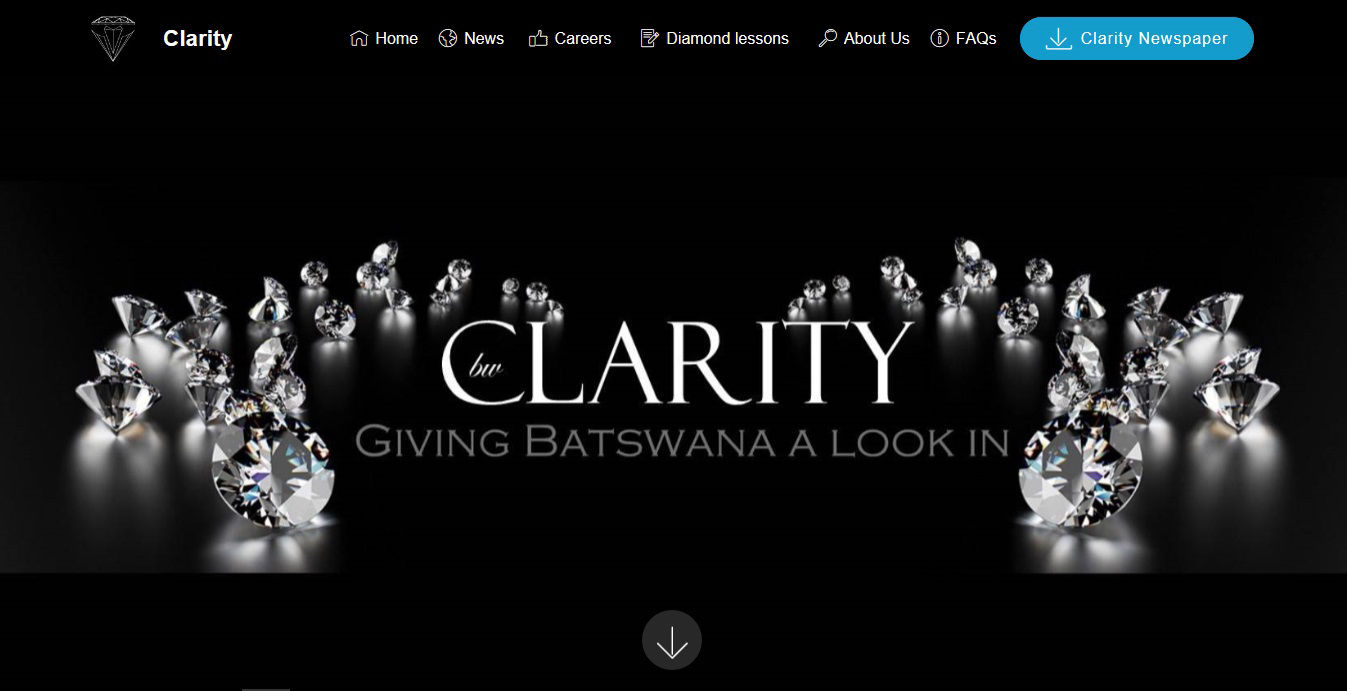 Clarity
Home
News
Careers
Diamond lessons
About Us
FAQs
Clarity Newspaper
bw
CLARITY
GIVING BATSWANA A LOOK IN